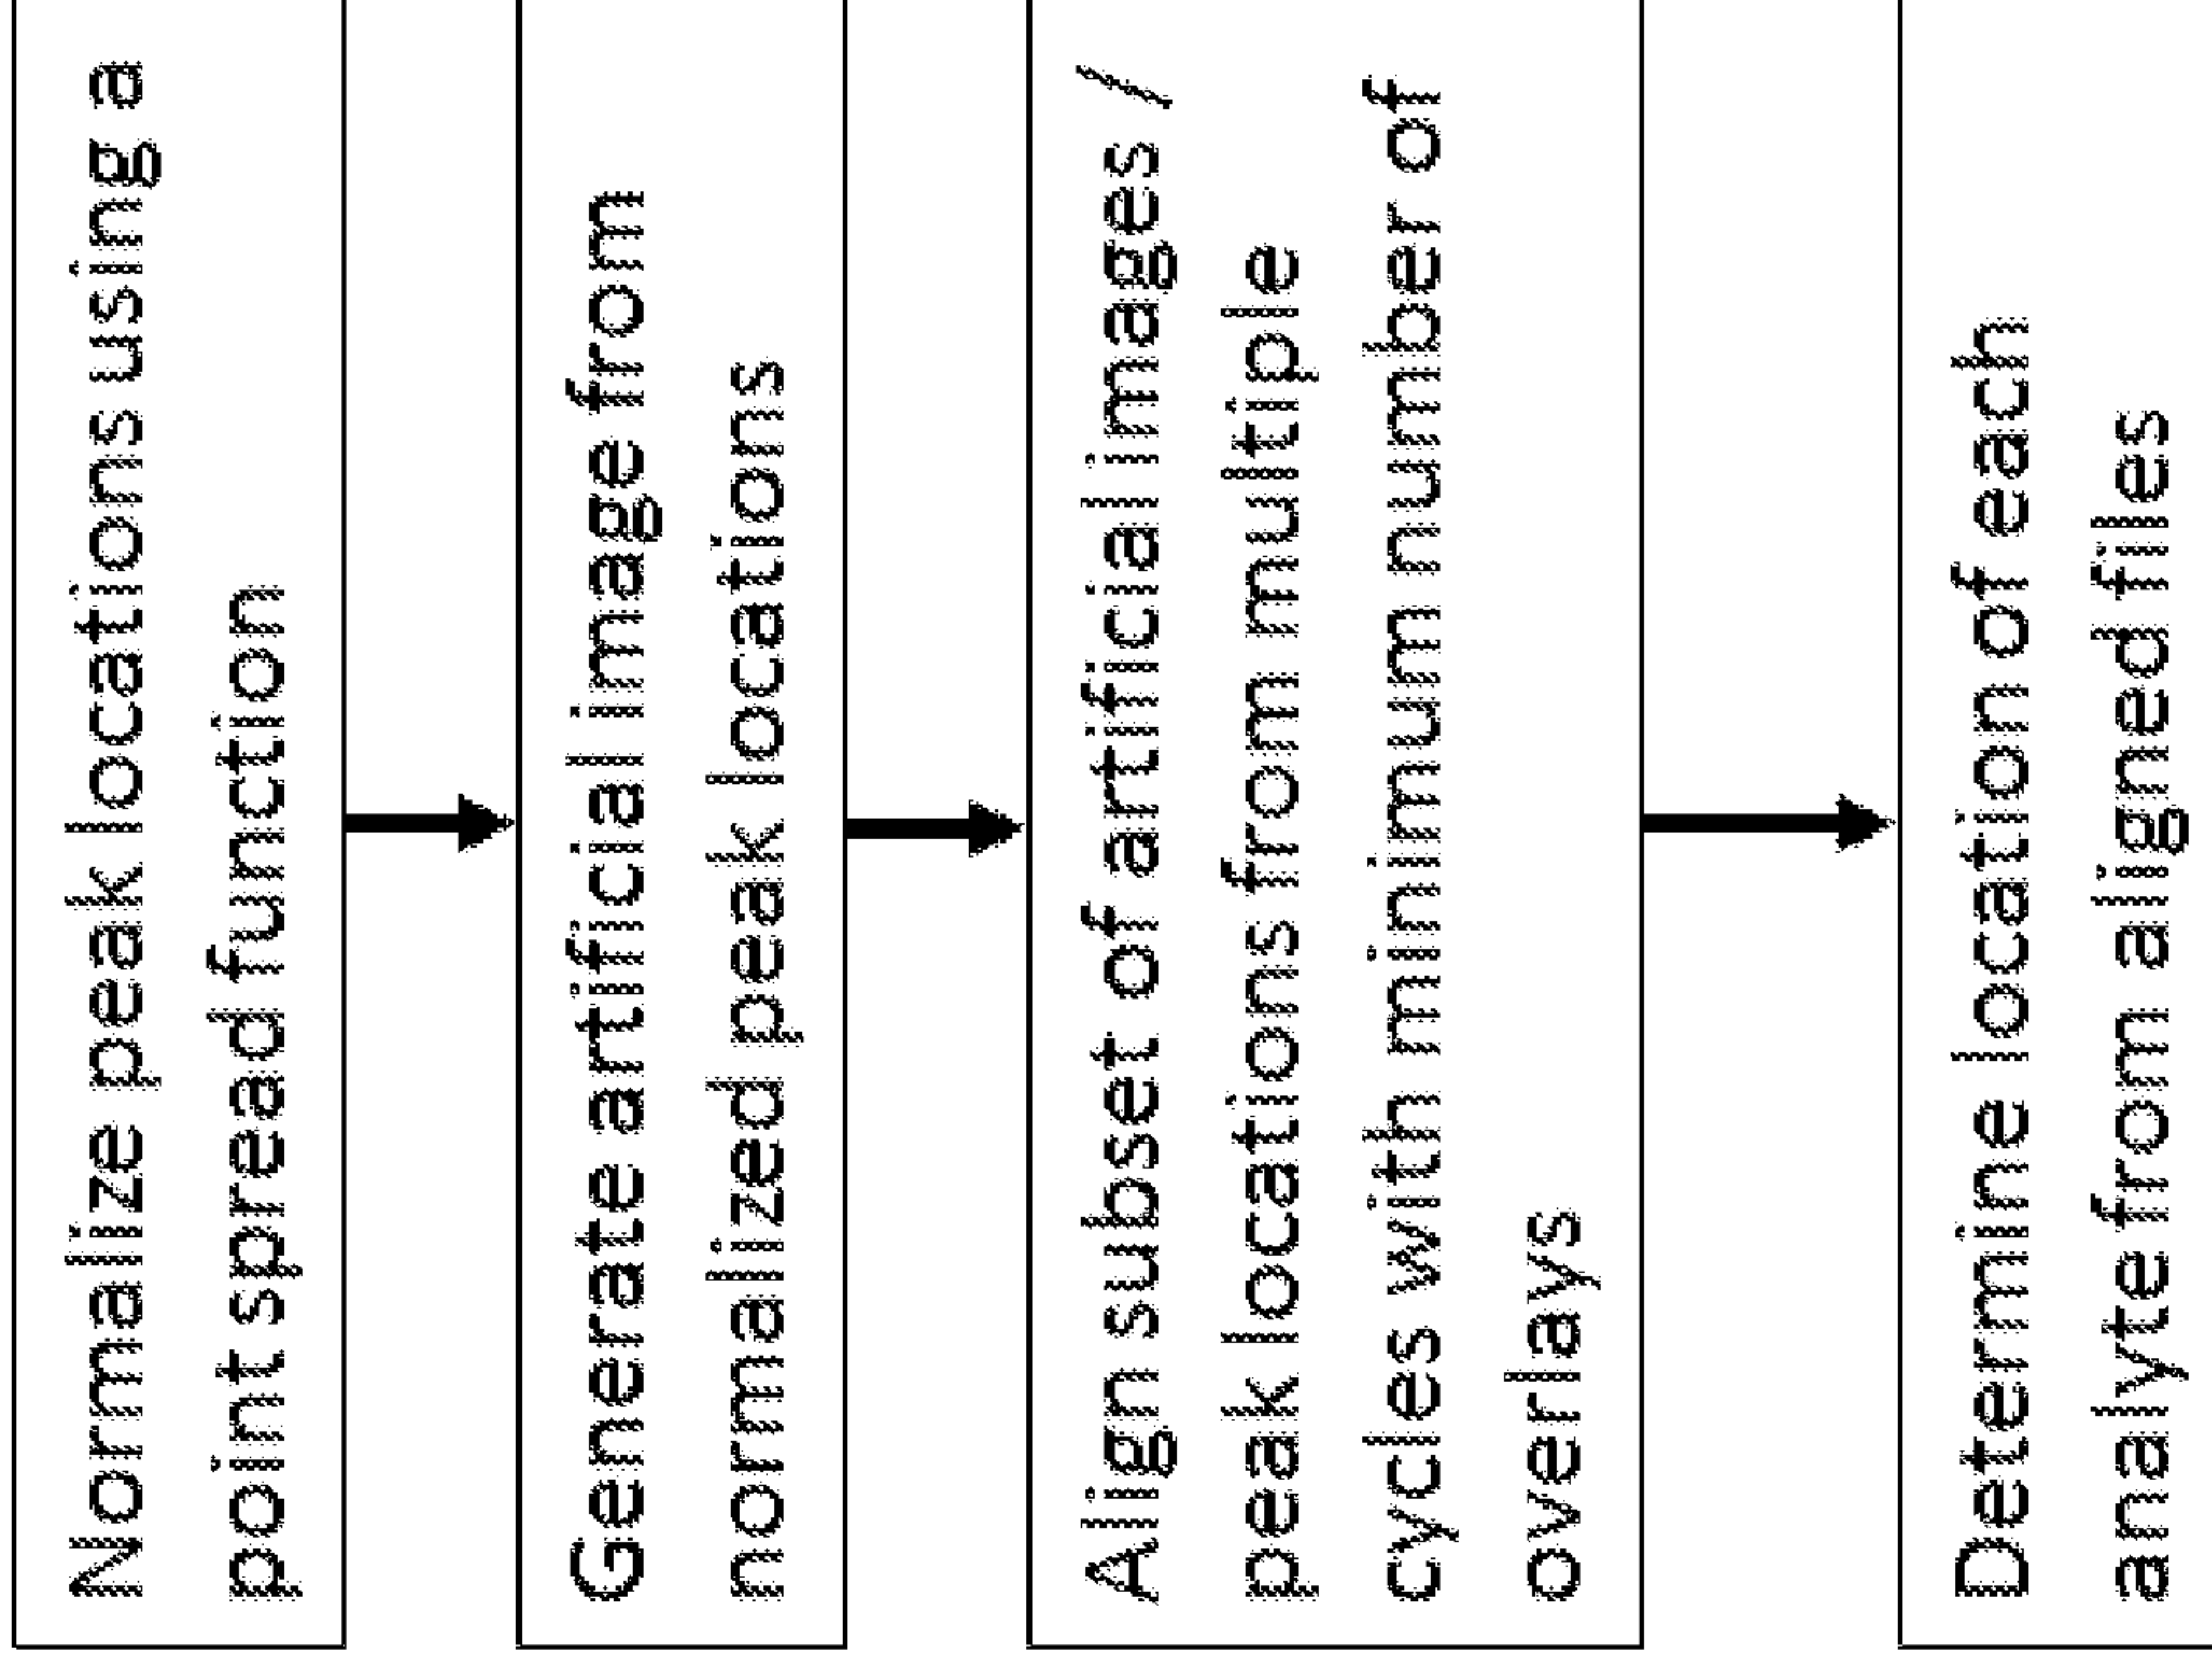 Normalize peak locations using a
point spread function
Generate artificial image from
normalized peak locations
Align subset of artificial images /
peak locations from multiple
cycles with minimum number of
overlays
Determine location of each
analyte from aligned files